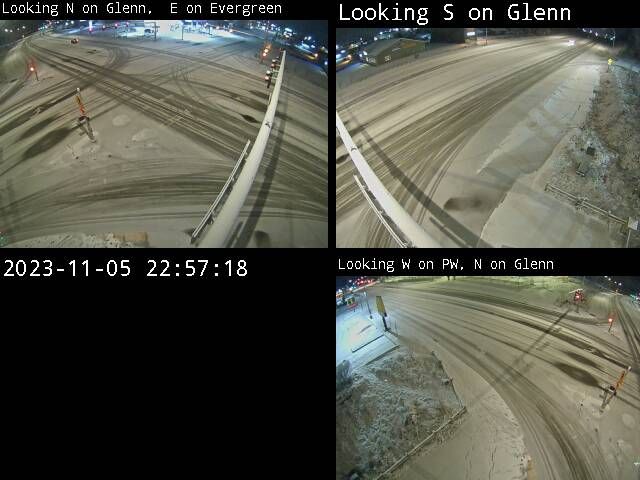 Looking N on Glenn,  E on Evergreen
Looking S on Glenn
2023-11-05 22:57:18
Looking W on PW, N on Glenn